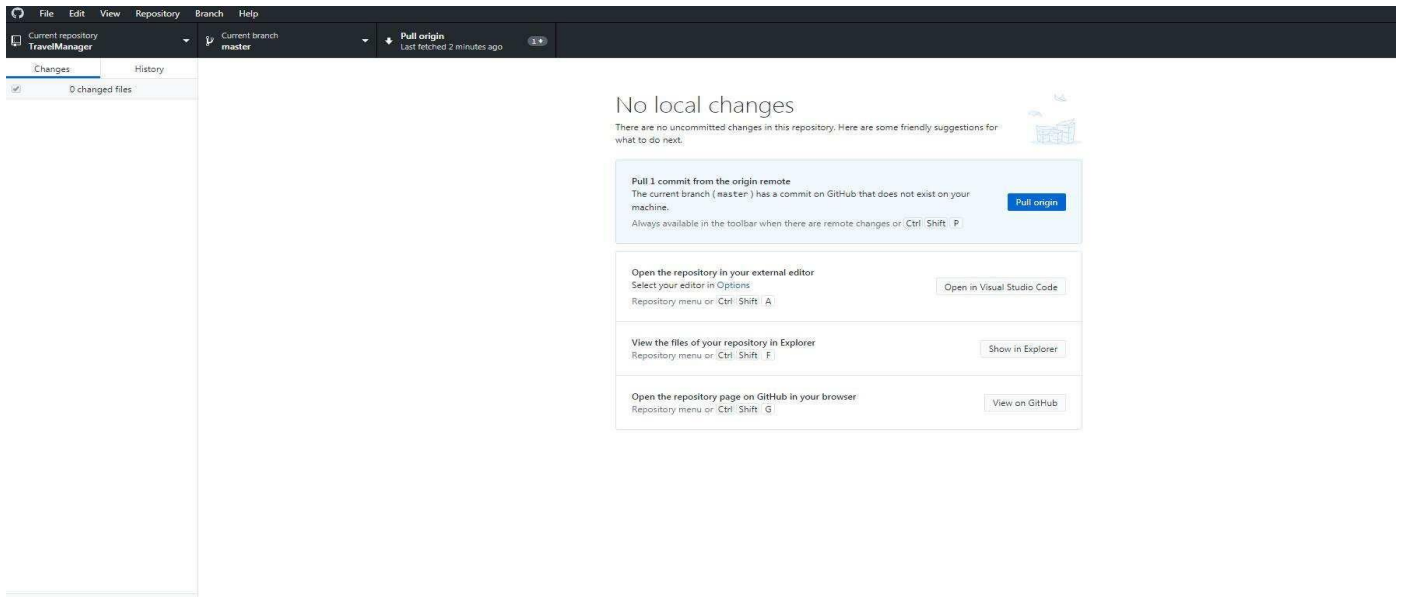 File Edit View Repository Branch Help
Current repository
TravelManager
Current branch
master
Pull origin
Last fetched 2 minutes ago
1
Changes History
0 changed files
No local changes
There are no uncommitted changes in this repository. Here are some friendly suggestions for
what to do next.
Pull 1 commit from the origin remote
The current branch (master) has a commit on GitHub that does not exist on your
machine.
Always available in the toolbar when there are remote changes or Ctrl Shift P
Pull origin
Open the repository in your external editor
Select your editor in Options
Repository menu or Ctrl Shift A
Open in Visual Studio Code
View the files of your repository in Explorer
Repository menu or Ctrl Shift F
Show in Explorer
Open the repository page on GitHub in your browser
Repository menu or Ctrl Shift G
View on GitHub